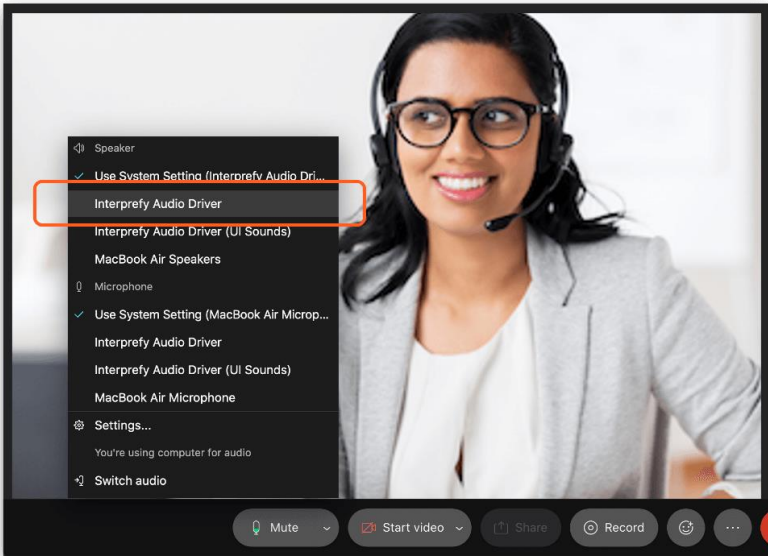 Speaker
Use System Setting (Interprefy Audio Dri...
Interprefy Audio Driver
Interprefy Audio Driver (UI Sounds)
MacBook Air Speakers
Microphone
Use System Setting (MacBook Air Microp...
Interprefy Audio Driver
Interprefy Audio Driver (UI Sounds)
MacBook Air Microphone
Settings...
You're using computer for audio
Switch audio
Mute
Start video
Share
Record